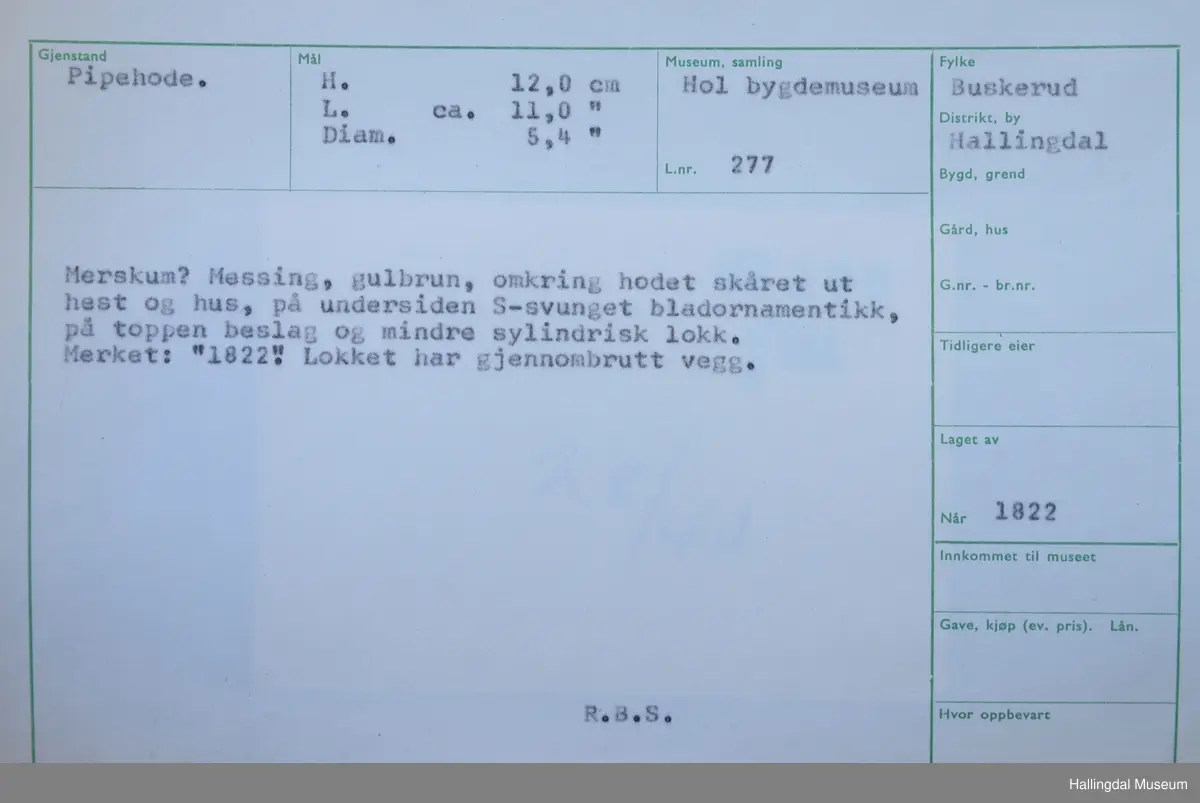 Gjenstand
Pipehode.
Mål
H. 12,0 cm
L. ca. 11,0 "
Diam. 5,4 "
Museum, samling
Hol bygdemuseum
L.nr. 277
Fylke
Buskerud
Distrikt, by
Hallingdal
Bygd, grend
Gård, hus
G.nr. - br.nr.
Tidligere eier
Laget av
Når 1822
Innkommet til museet
Gave, kjøp (ev. pris). Lån.
Hvor oppbevart
Merskum? Messing, gulbrun, omkring hodet skåret ut
hest og hus, på undersiden S-svunget bladornamentikk,
på toppen beslag og mindre sylindrisk lokk.
Merket: "1822". Lokket har gjennombrutt vegg.
R.B.S.
Hallingdal Museum